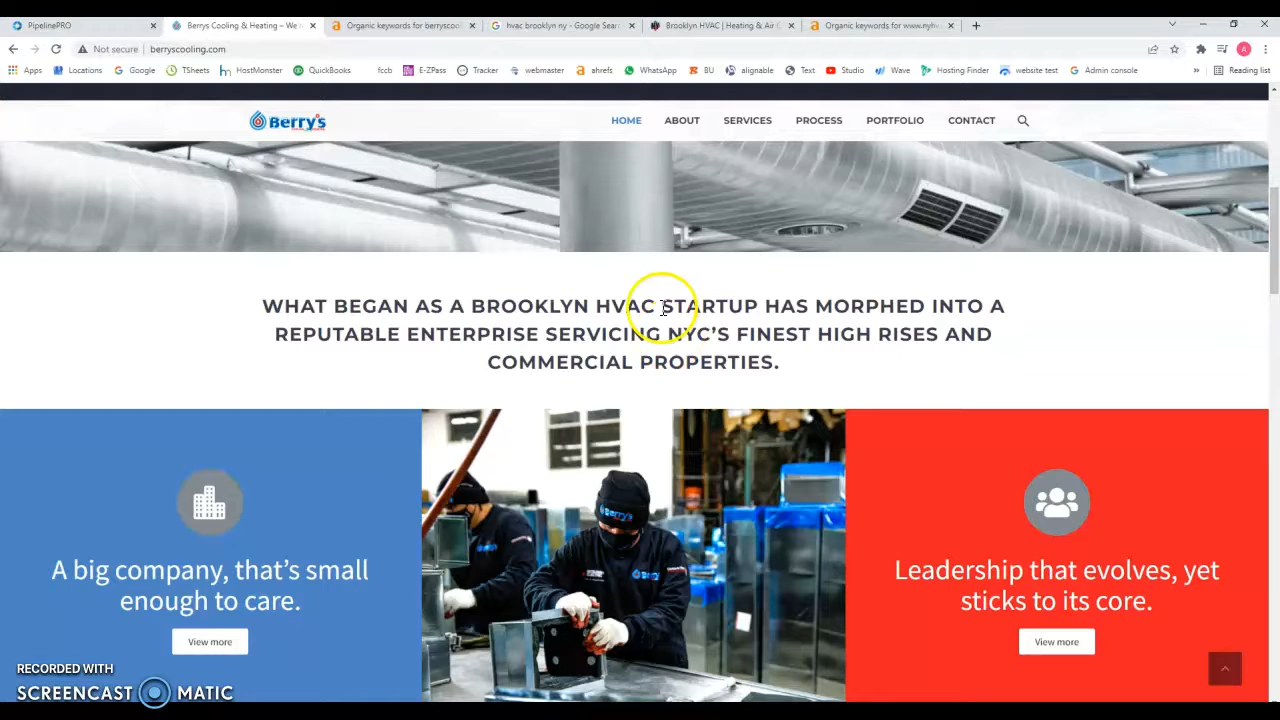 PipelinePRO
Berrys Cooling & Heating – We
Organic keywords for berryscool
hvac brooklyn ny - Google Sear
Brooklyn HVAC | Heating & Air C
Organic keywords for www.nyhv
Not secure
berryscooling.com
Apps
Locations
Google
TSheets
HostMonster
QuickBooks
fccb
E-ZPass
Tracker
webmaster
ahrefs
WhatsApp
BU
alignable
Text
Studio
Wave
Hosting Finder
website test
Admin console
Reading list
Berry's
HOME
ABOUT
SERVICES
PROCESS
PORTFOLIO
CONTACT
WHAT BEGAN AS A BROOKLYN HVAC STARTUP HAS MORPHED INTO A
REPUTABLE ENTERPRISE SERVICING NYC’S FINEST HIGH RISES AND
COMMERCIAL PROPERTIES.
A big company, that’s small
enough to care.
View more
Berry's
Berry's
Leadership that evolves, yet
sticks to its core.
View more
RECORDED WITH
SCREENCAST MATIC